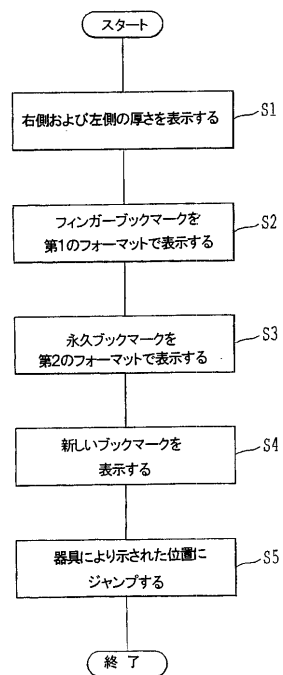 スタート
右側および左側の厚さを表示する
S1
フィンガーブックマークを
第1のフォーマットで表示する
S2
永久ブックマークを
第2のフォーマットで表示する
S3
新しいブックマークを
表示する
S4
器具により示された位置に
ジャンプする
S5
終了